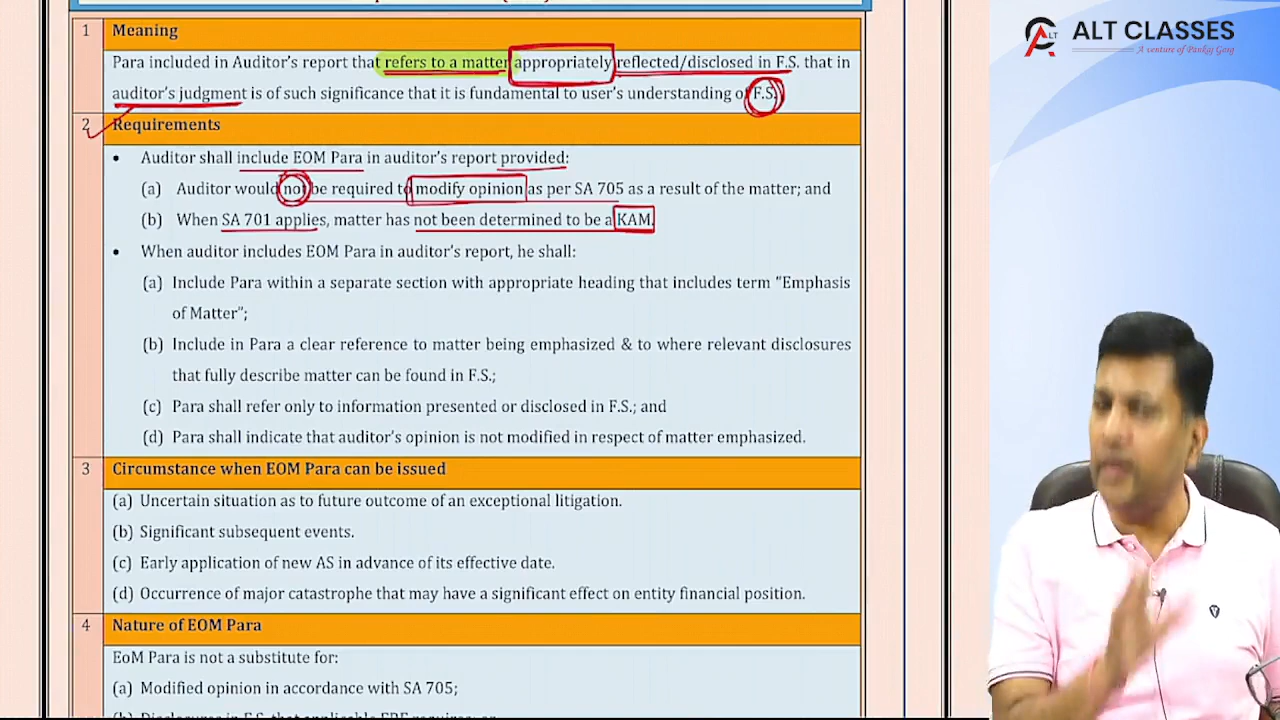 1 Meaning
Para included in Auditor's report that refers to a matter appropriately reflected/disclosed in F.S. that in
auditor's judgment is of such significance that it is fundamental to user's understanding of F.S.
2 Requirements
• Auditor shall include EOM Para in auditor's report provided:
(a) Auditor would not be required to modify opinion as per SA 705 as a result of the matter; and
(b) When SA 701 applies, matter has not been determined to be a KAM.
• When auditor includes EOM Para in auditor's report, he shall:
(a) Include Para within a separate section with appropriate heading that includes term “Emphasis
of Matter”;
(b) Include in Para a clear reference to matter being emphasized & to where relevant disclosures
that fully describe matter can be found in F.S.;
(c) Para shall refer only to information presented or disclosed in F.S.; and
(d) Para shall indicate that auditor's opinion is not modified in respect of matter emphasized.
3 Circumstance when EOM Para can be issued
(a) Uncertain situation as to future outcome of an exceptional litigation.
(b) Significant subsequent events.
(c) Early application of new AS in advance of its effective date.
(d) Occurrence of major catastrophe that may have a significant effect on entity financial position.
4 Nature of EOM Para
EoM Para is not a substitute for:
(a) Modified opinion in accordance with SA 705;
ALT
ALT CLASSES
A venture of Pankaj Garg